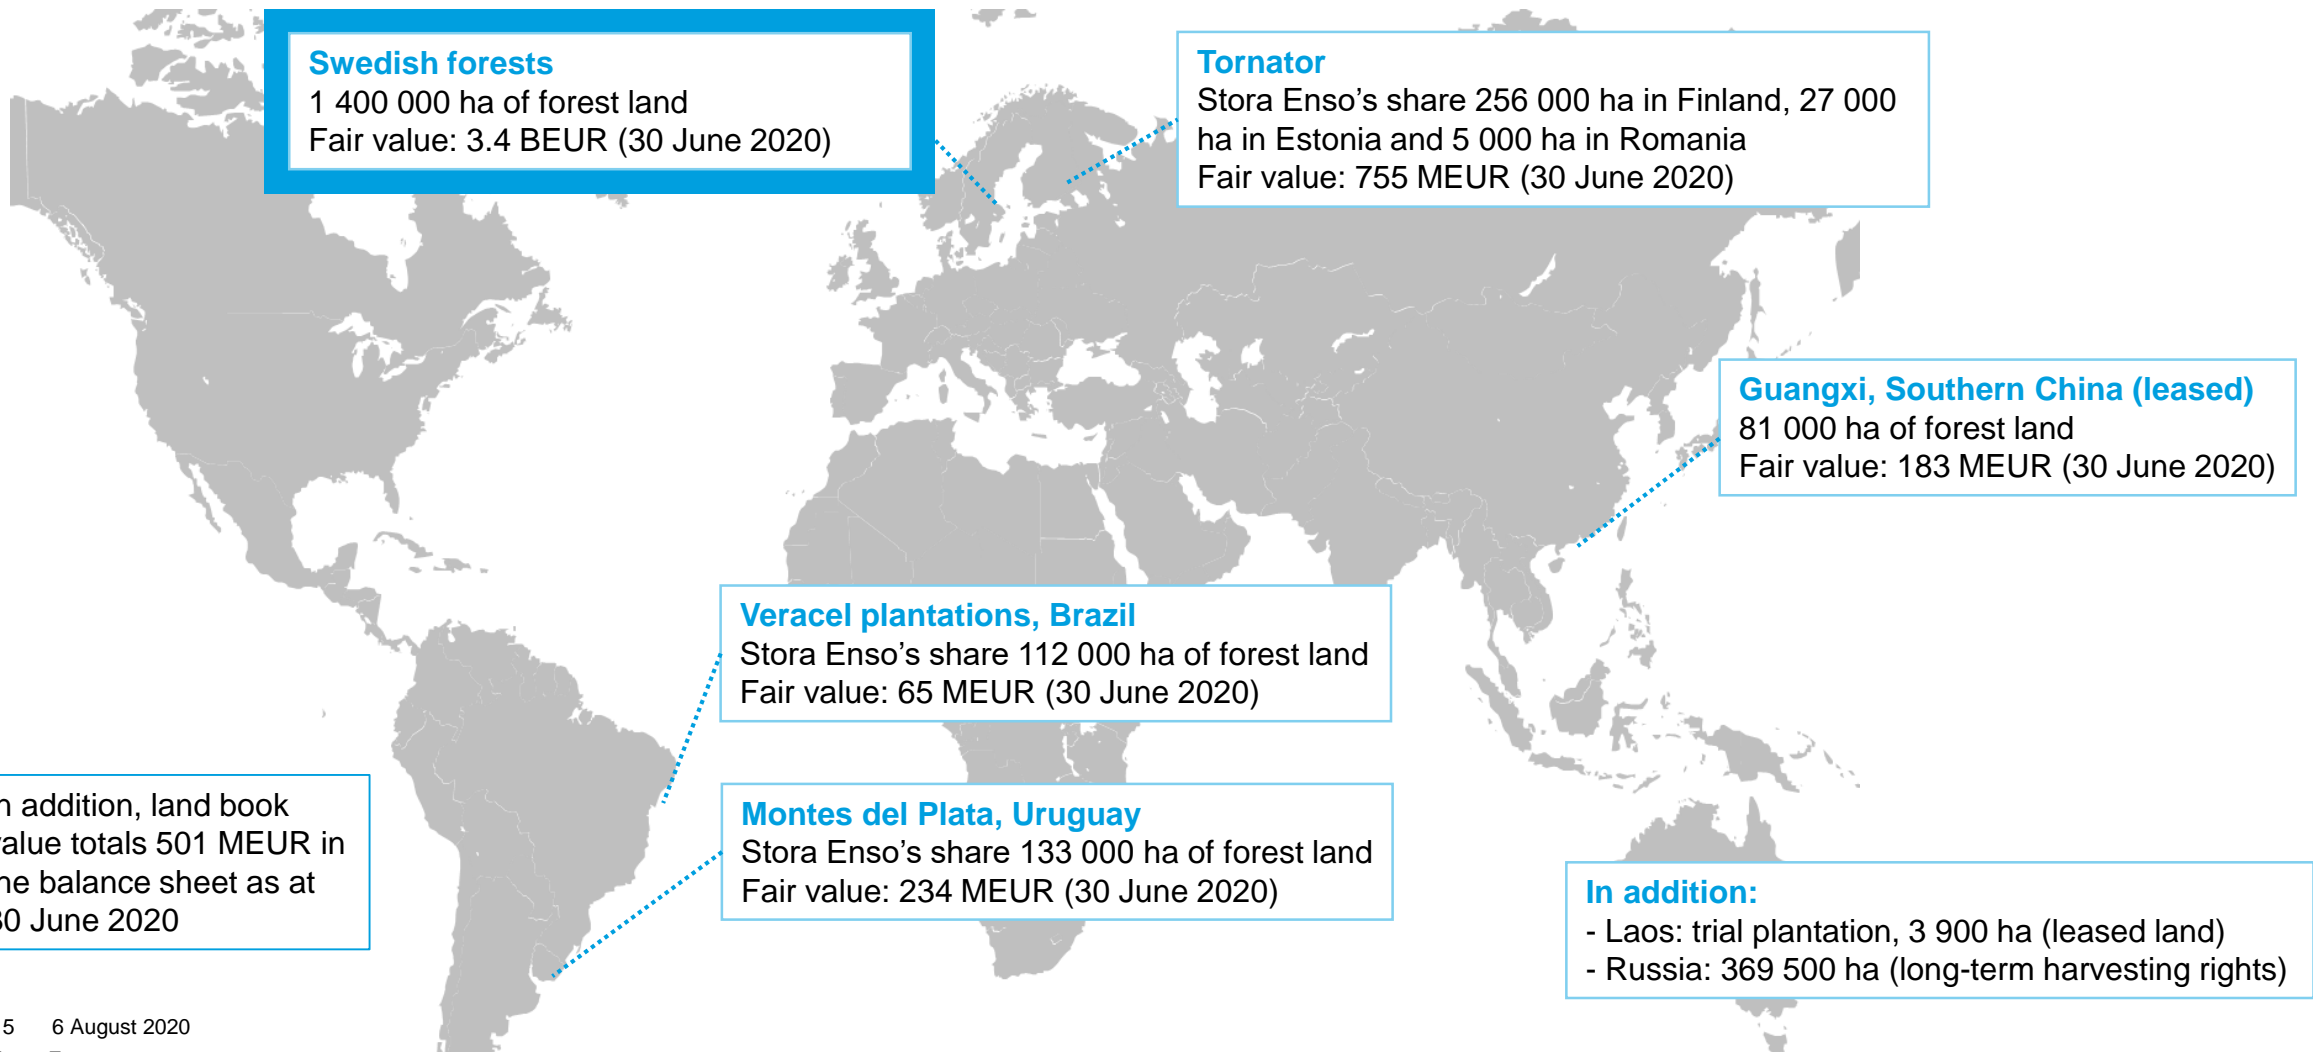 Swedish forests
1 400 000 ha of forest land
Fair value: 3.4 BEUR (30 June 2020)
Tornator
Stora Enso's share 256 000 ha in Finland, 27 000
ha in Estonia and 5 000 ha in Romania
Fair value: 755 MEUR (30 June 2020)
Guangxi, Southern China (leased)
81 000 ha of forest land
Fair value: 183 MEUR (30 June 2020)
Veracel plantations, Brazil
Stora Enso's share 112 000 ha of forest land
Fair value: 65 MEUR (30 June 2020)
Montes del Plata, Uruguay
Stora Enso's share 133 000 ha of forest land
Fair value: 234 MEUR (30 June 2020)
n addition, land book
value totals 501 MEUR in
he balance sheet as at
30 June 2020
In addition:
- Laos: trial plantation, 3 900 ha (leased land)
- Russia: 369 500 ha (long-term harvesting rights)
5 6 August 2020